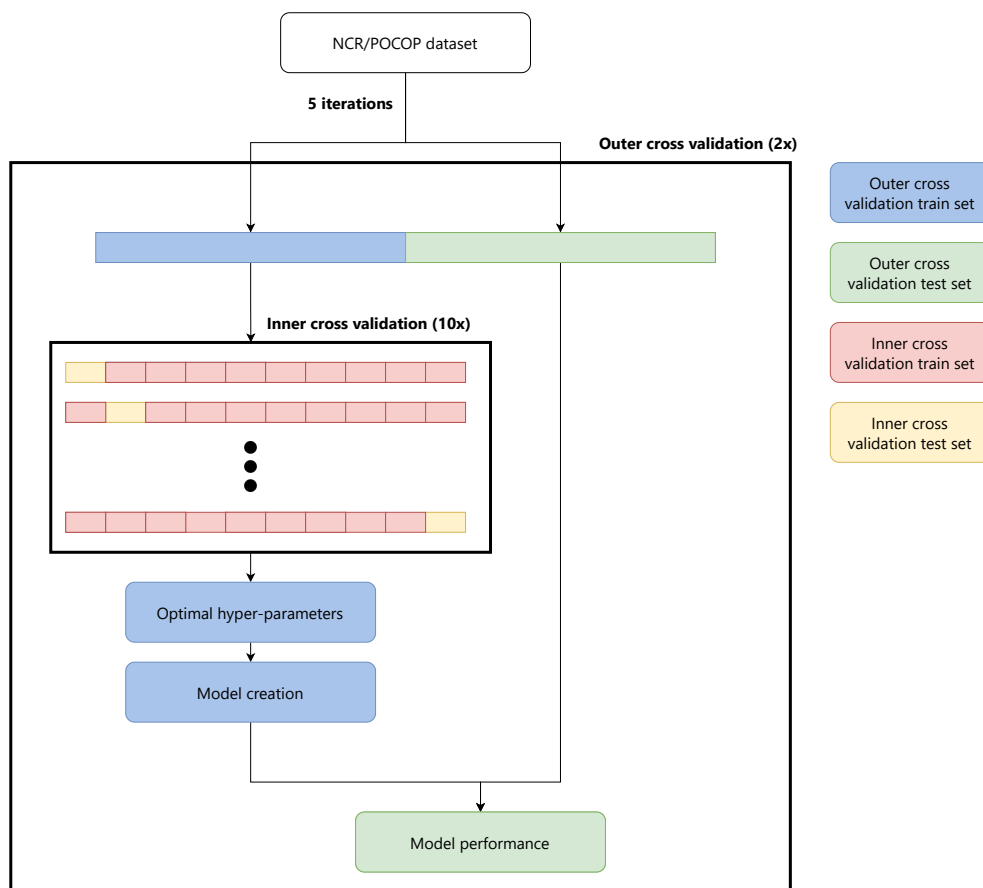 NCR/POCOP dataset
5 iterations
Outer cross validation (2x)
Outer cross
validation train set
Outer cross
validation test set
Inner cross validation (10x)
Inner cross
validation train set
Inner cross
validation test set
Optimal hyper-parameters
Model creation
Model performance